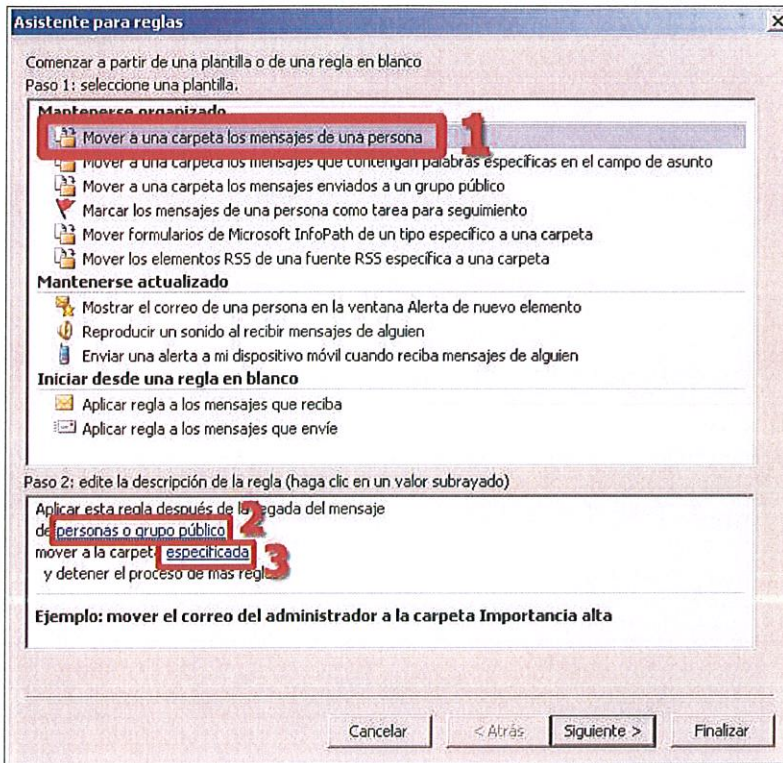 Asistente para reglas
Comenzar a partir de una plantilla o de una regla en blanco
Paso 1: seleccione una plantilla.
Mantenerse organizado
Mover a una carpeta los mensajes de una persona 1
Mover a una carpeta los mensajes que contengan palabras específicas en el campo de asunto
Mover a una carpeta los mensajes enviados a un grupo público
Marcar los mensajes de una persona como tarea para seguimiento
Mover formularios de Microsoft InfoPath de un tipo específico a una carpeta
Mover los elementos RSS de una fuente RSS específica a una carpeta
Mantenerse actualizado
Mostrar el correo de una persona en la ventana Alerta de nuevo elemento
Reproducir un sonido al recibir mensajes de alguien
Enviar una alerta a mi dispositivo móvil cuando reciba mensajes de alguien
Iniciar desde una regla en blanco
Aplicar regla a los mensajes que reciba
Aplicar regla a los mensajes que envíe
Paso 2: edite la descripción de la regla (haga clic en un valor subrayado)
Aplicar esta regla después de la llegada del mensaje
de personas o grupo público 2
mover a la carpeta especificada 3
y detener el proceso de más reglas
Ejemplo: mover el correo del administrador a la carpeta Importancia alta
Cancelar < Atrás Siguiente > Finalizar